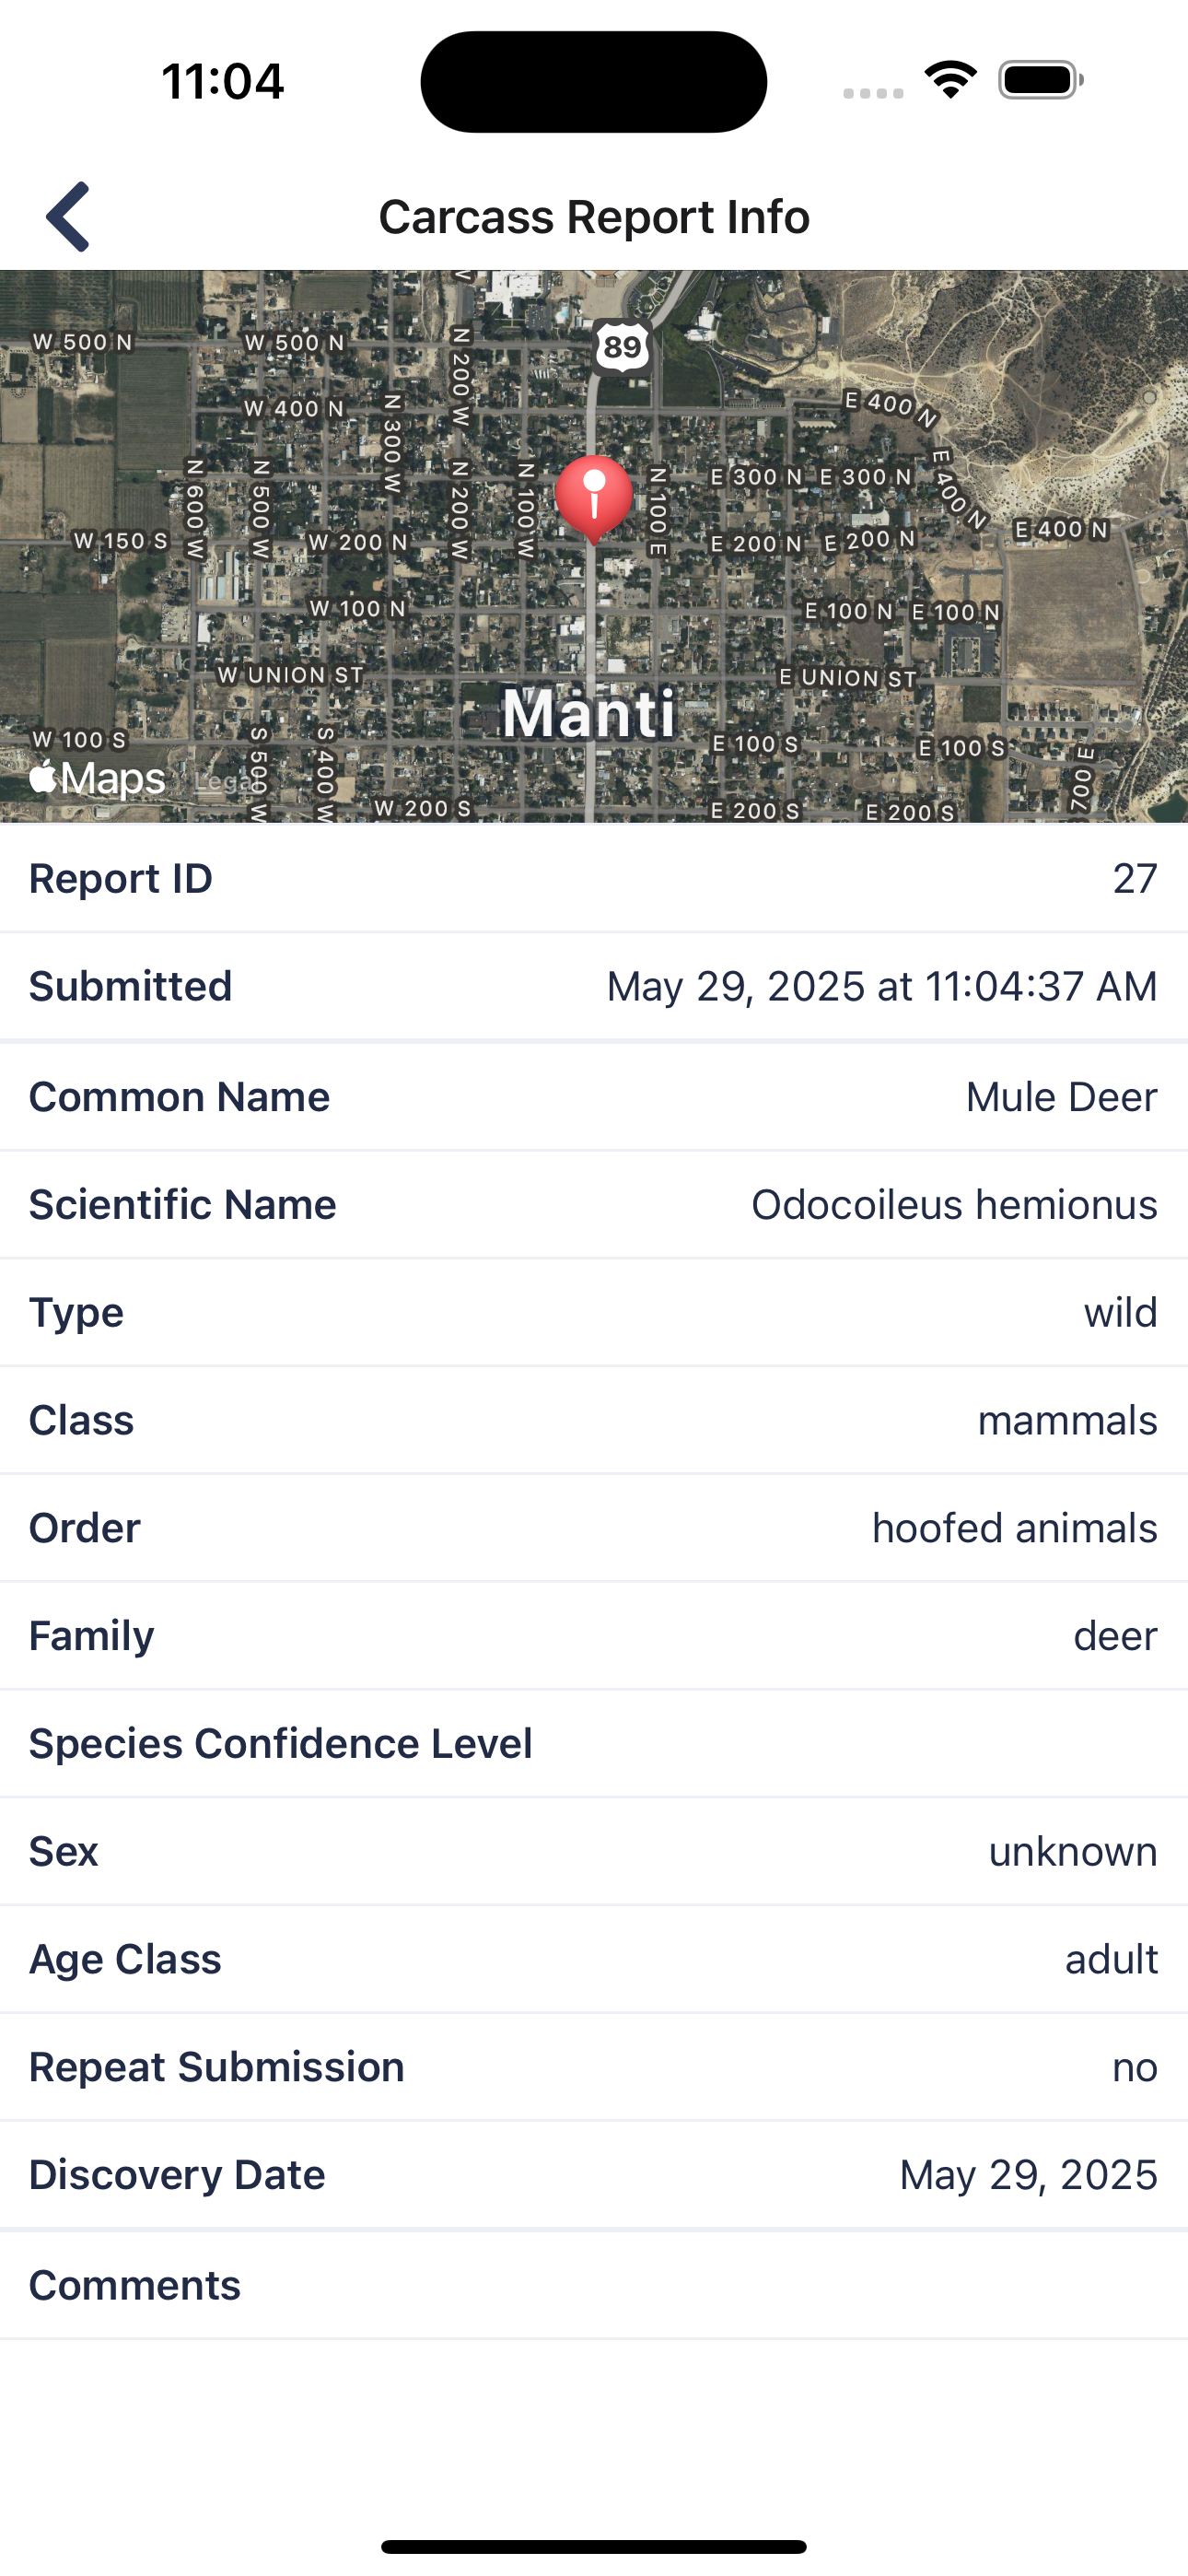 11:04
Carcass Report Info
89
W 500 N
W 500 N
N 200 W
W 400 N
N 300 W
E 400 N
N 600 W
N 500 W
N 200 W
N 100 W
N 100 E
E 300 N
E 300 N
E 400 N
W 150 S
W 200 N
E 200 N
E 200 N
E 400 N
W 100 N
E 100 N
E 100 N
W UNION ST
E UNION ST
Manti
W 100 S
S 500 W
S 400 W
E 100 S
E 100 S
700 E
Maps
Legal
W 200 S
E 200 S
E 200 S
Report ID 27
Submitted May 29, 2025 at 11:04:37 AM
Common Name Mule Deer
Scientific Name Odocoileus hemionus
Type wild
Class mammals
Order hoofed animals
Family deer
Species Confidence Level
Sex unknown
Age Class adult
Repeat Submission no
Discovery Date May 29, 2025
Comments